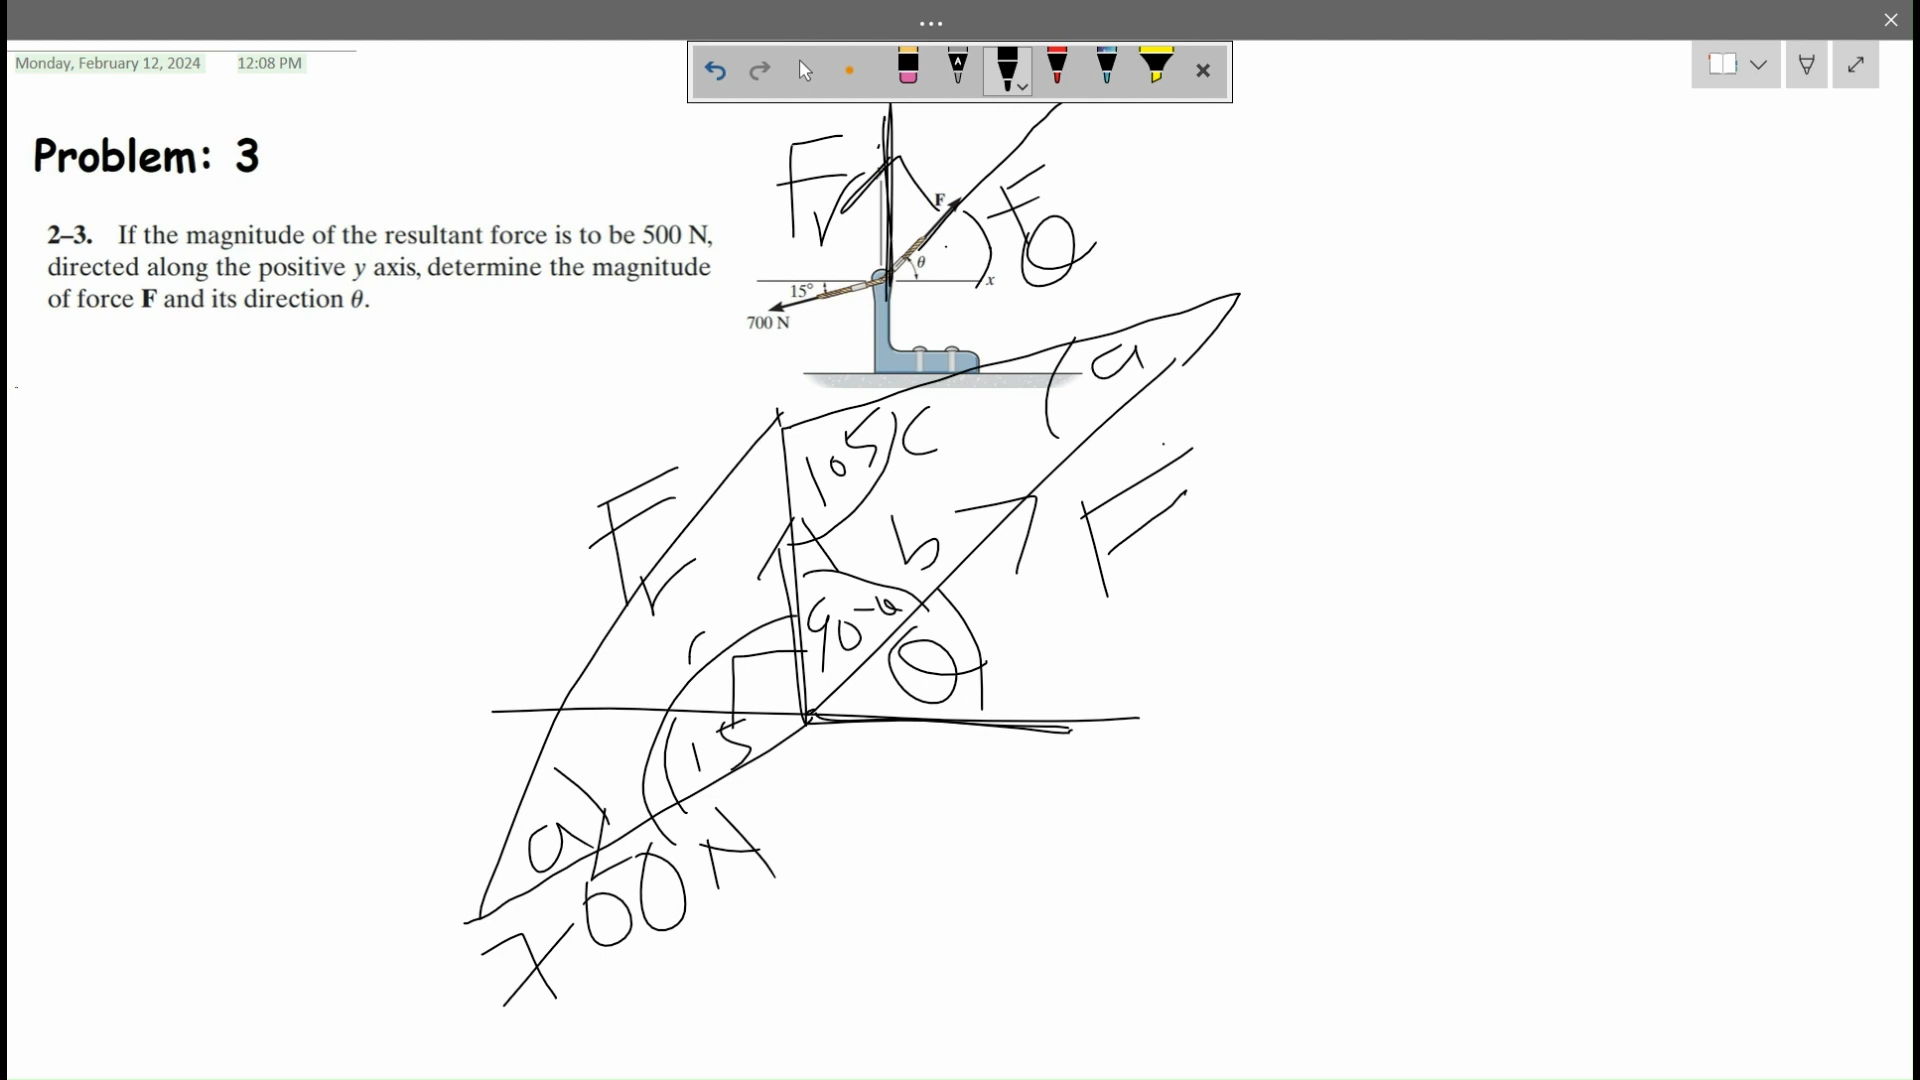 Monday, February 12, 2024 12:08 PM
Problem: 3
2–3. If the magnitude of the resultant force is to be 500 N,
directed along the positive y axis, determine the magnitude
of force F and its direction θ.
F
θ
x
15°
700 N
Fr
F
θ
a
105
C
Fr
b
F
90-θ
θ
C
15
a
700 N